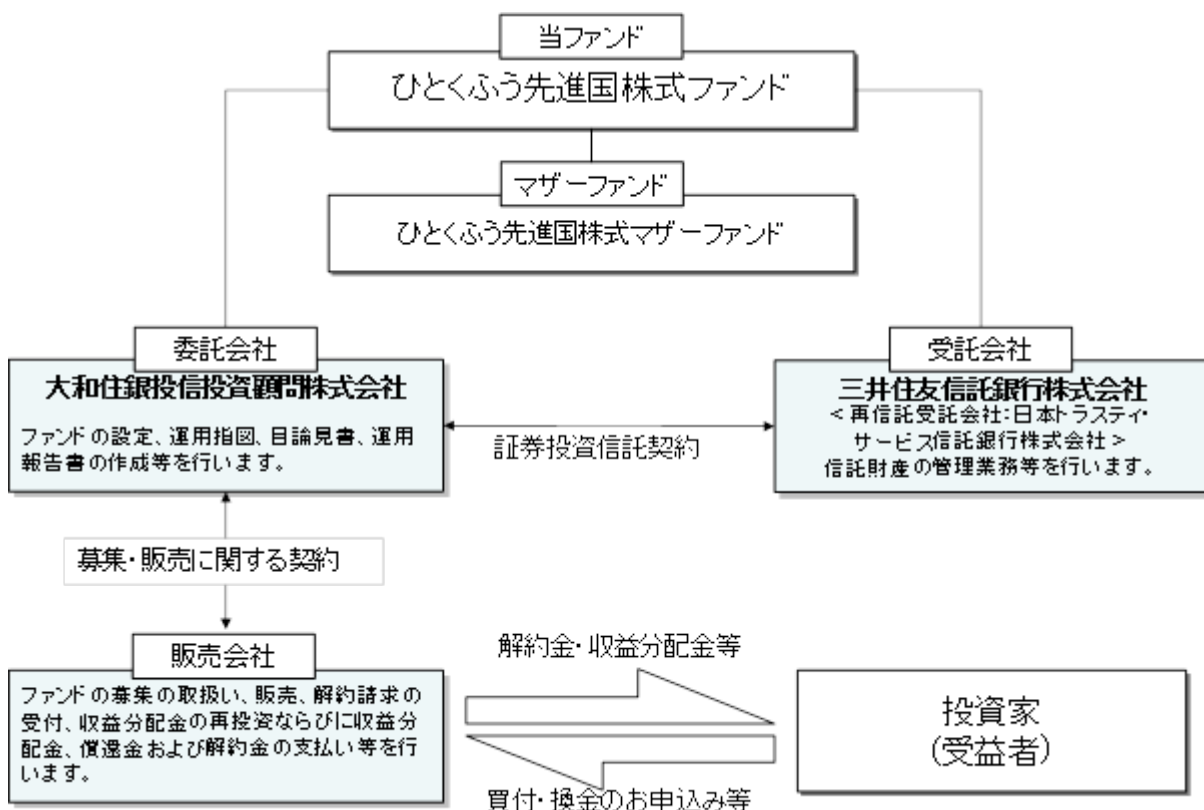 当ファンド
ひとくふう先進国株式ファンド
マザーファンド
ひとくふう先進国株式マザーファンド
委託会社
大和住銀投信投資顧問株式会社
ファンドの設定、運用指図、目論見書、運用
報告書の作成等を行います。
証券投資信託契約
受託会社
三井住友信託銀行株式会社
<再信託受託会社:日本トラスティ・
サービス信託銀行株式会社>
信託財産の管理業務等を行います。
募集・販売に関する契約
販売会社
ファンドの募集の取扱い、販売、解約請求の
受付、収益分配金の再投資ならびに収益分
配金、償還金および解約金の支払い等を行
います。
解約金・収益分配金等
買付・換金のお申込み等
投資家
(受益者)